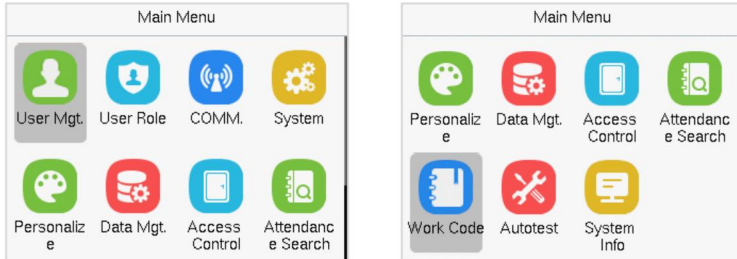 Main Menu
User Mgt. User Role COMM. System
Personaliz Data Mgt. Access Attendanc
e Control e Search
Main Menu
Personaliz Data Mgt. Access Attendanc
e Control e Search
Work Code Autotest System
Info